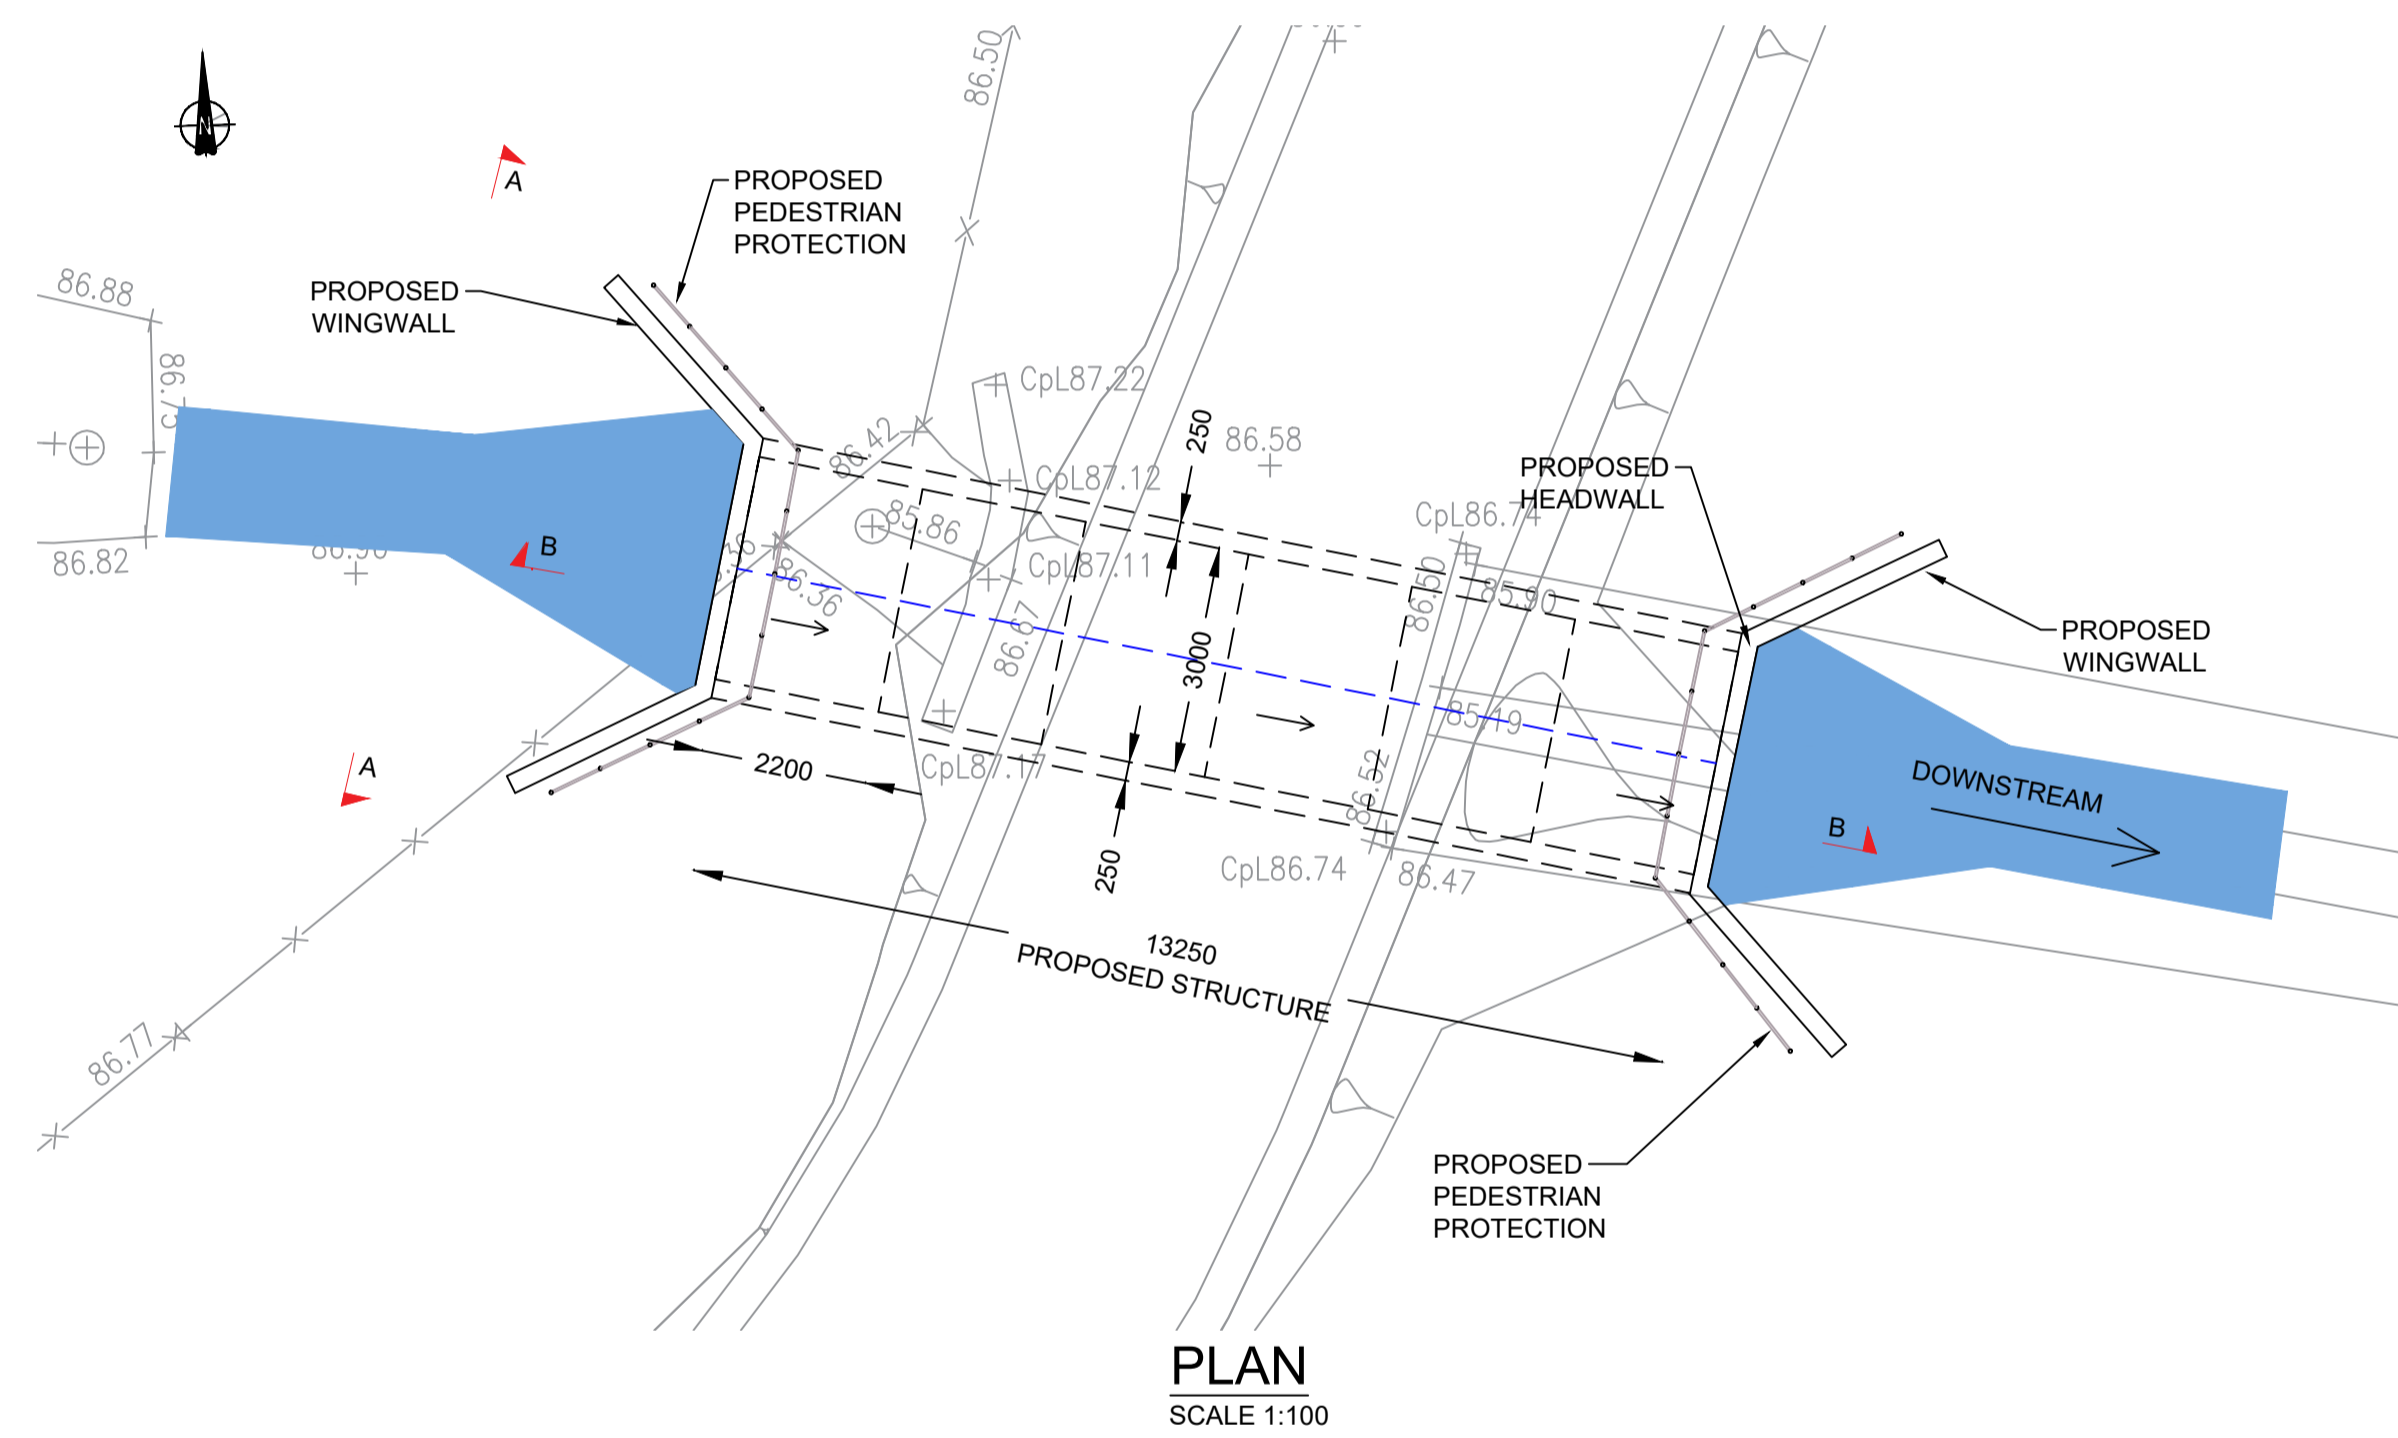 86.50
N
A
PROPOSED
PEDESTRIAN
PROTECTION
86.88
PROPOSED
WINGWALL
86.75
CpL87.22
250
86.58
86.42
CpL87.12
PROPOSED
HEADWALL
CpL86.74
85.86
86.82
B
CpL87.11
86.36
86.50
85.90
86.67
3000
PROPOSED
WINGWALL
85.19
A
2200
CpL87.17
86.52
DOWNSTREAM
B
250
CpL86.74
86.47
13250
PROPOSED STRUCTURE
86.77
PROPOSED
PEDESTRIAN
PROTECTION
PLAN
SCALE 1:100